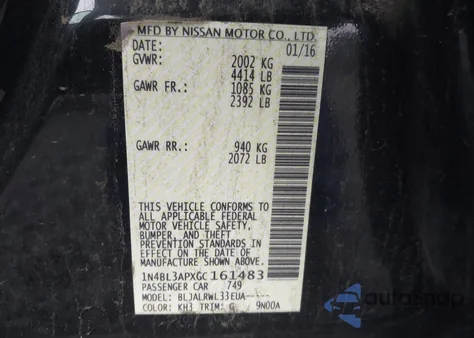 MFD BY NISSAN MOTOR CO., LTD.
DATE: 01/16
GVWR: 2002 KG
4414 LB
GAWR FR.: 1085 KG
2392 LB
GAWR RR.: 940 KG
2072 LB
THIS VEHICLE CONFORMS TO
ALL APPLICABLE FEDERAL
MOTOR VEHICLE SAFETY,
BUMPER, AND THEFT
PREVENTION STANDARDS
IN EFFECT ON THE DATE OF
MANUFACTURE SHOWN ABOVE.
1N4BL3APXGC161483
PASSENGER CAR 749
MODEL: BLJALRWL33EUA-----
COLOR: KH3 TRIM: G 9N00A